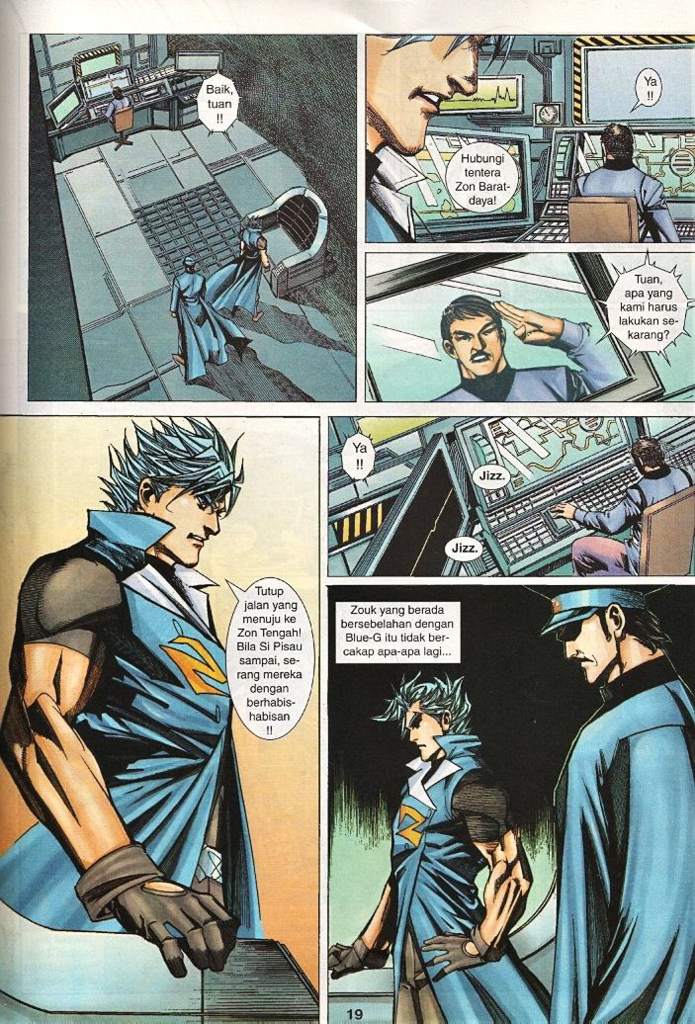 Baik,
tuan
!!
Ya
!!
Hubungi
tentera
Zon Barat-
daya!
Tuan,
apa yang
kami harus
lakukan se-
karang?
Tutup
jalan yang
menuju ke
Zon Tengah!
Bila Si Pisau
sampai, se-
rang mereka
dengan
berhabis-
habisan
!!
Ya
!!
Jizz.
Jizz.
Zouk yang berada
bersebelahan dengan
Blue-G itu tidak ber-
cakap apa-apa lagi...
19